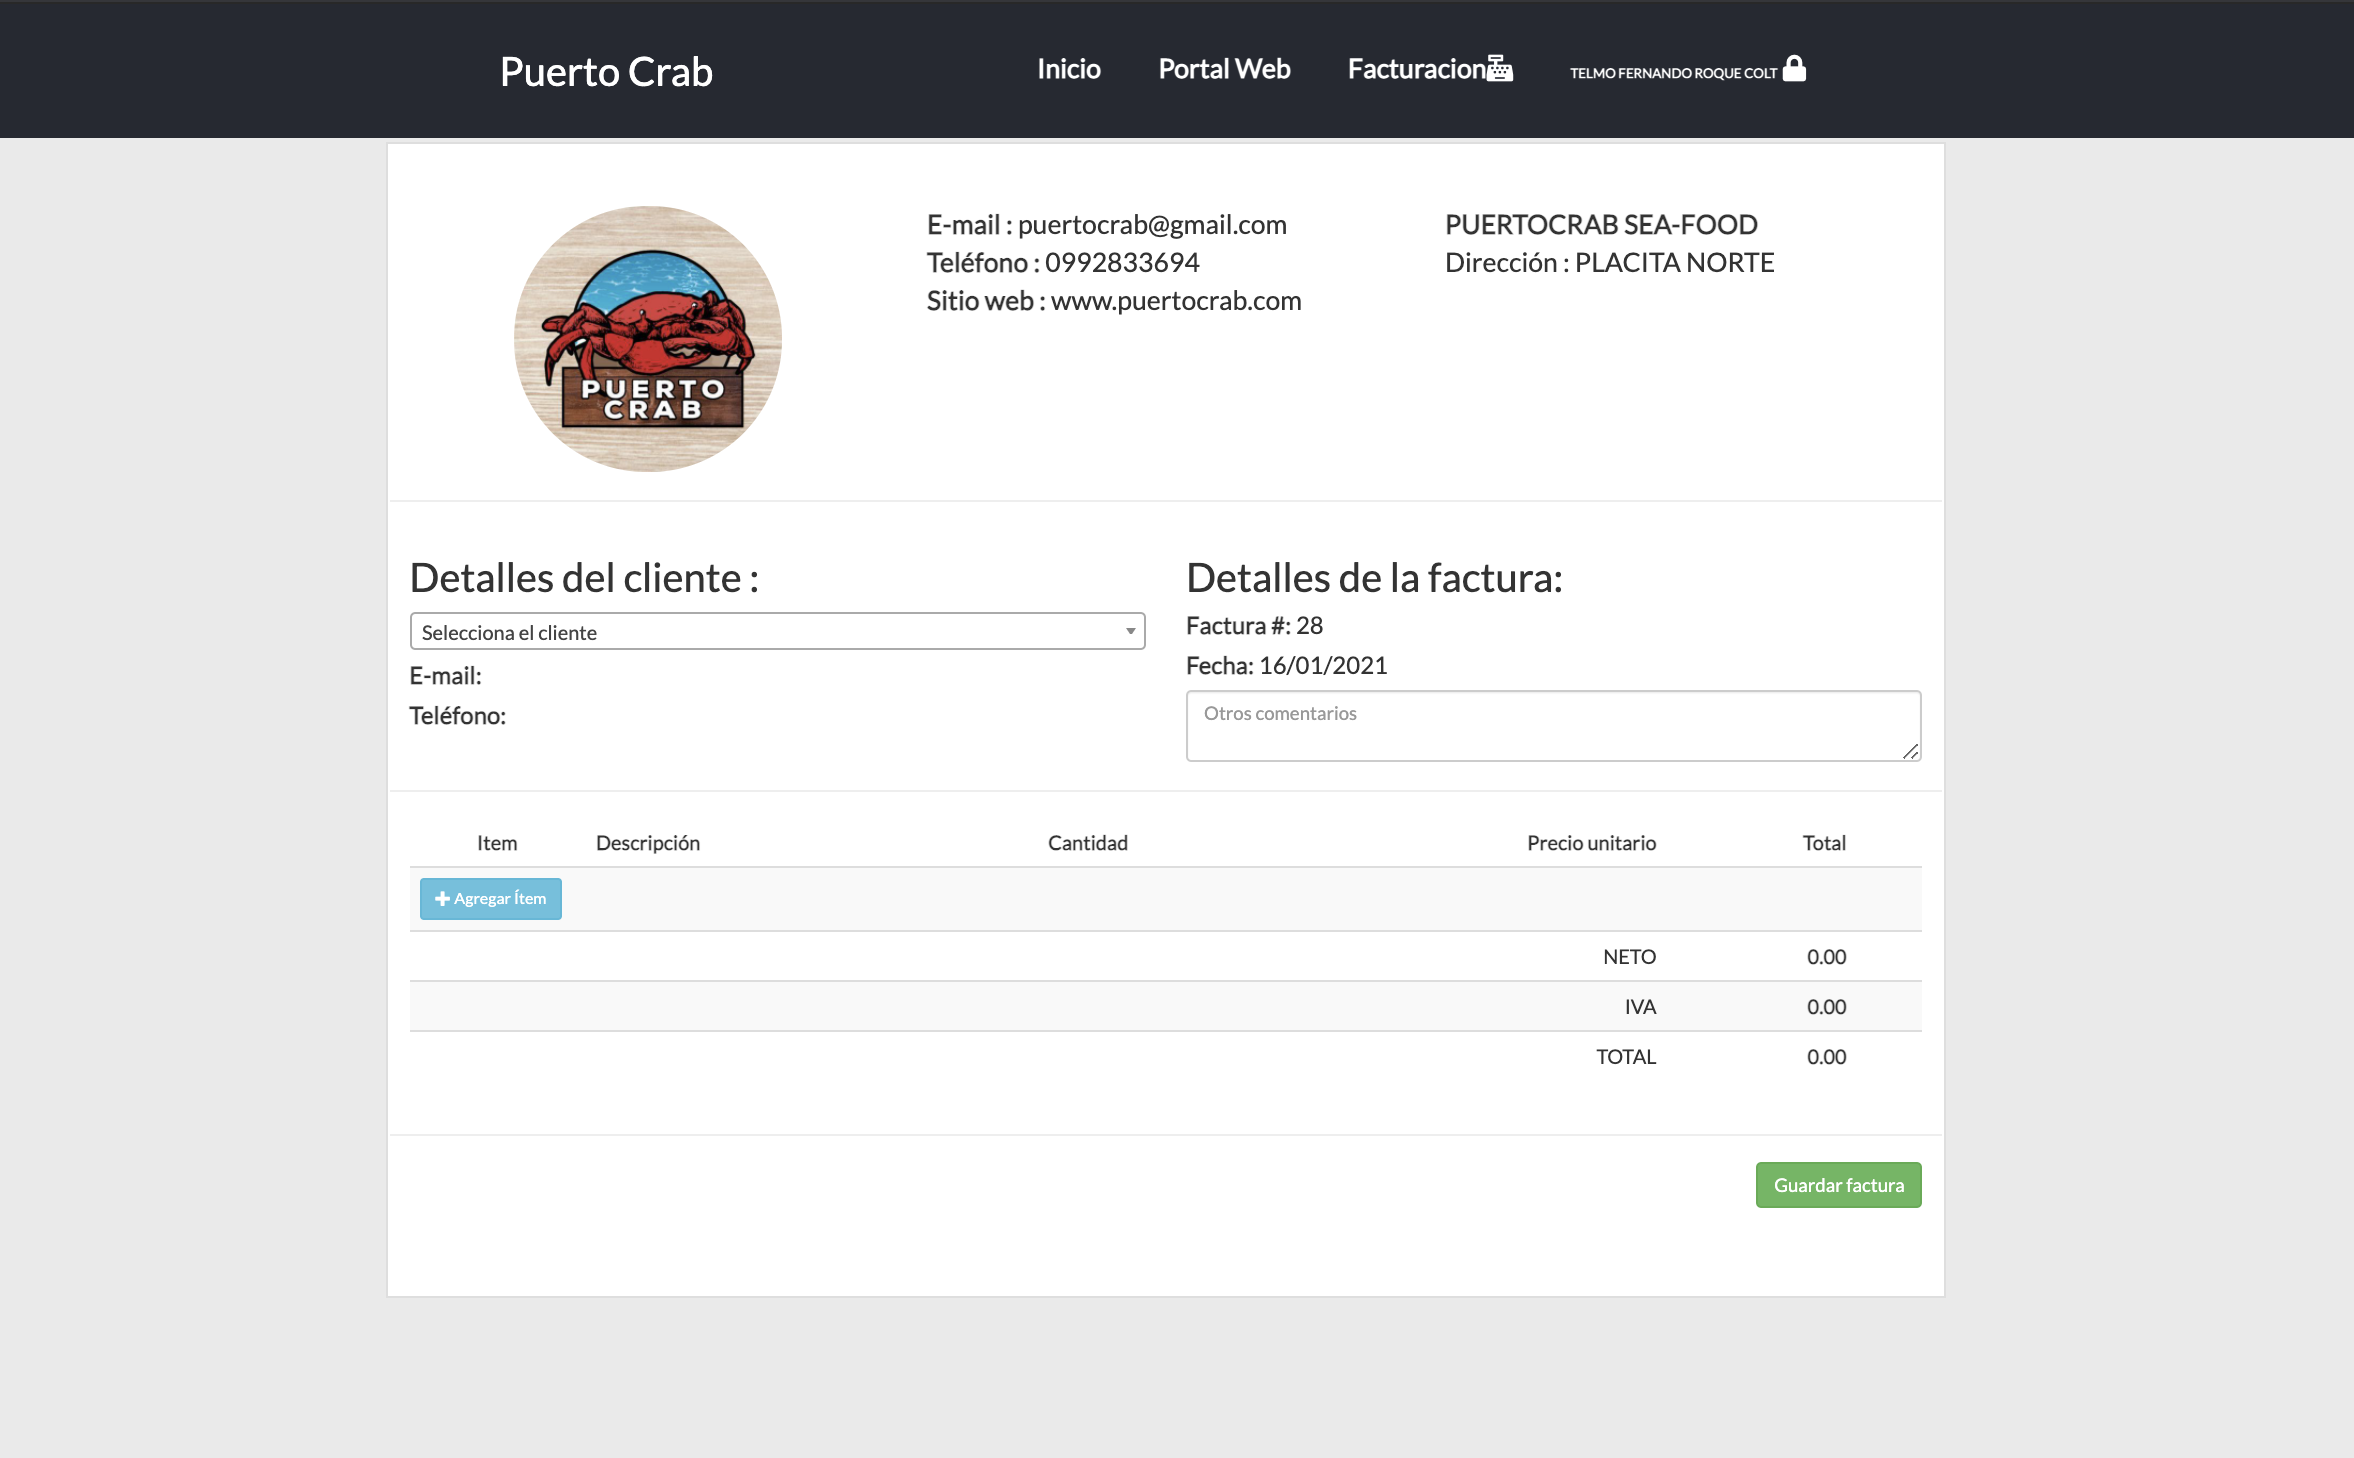 Puerto Crab
Inicio
Portal Web
Facturacion
TELMO FERNANDO ROQUE COLT
PUERTO
CRAB
E-mail : puertocrab@gmail.com
Teléfono : 0992833694
Sitio web : www.puertocrab.com
PUERTOCRAB SEA-FOOD
Dirección : PLACITA NORTE
Detalles del cliente :
Selecciona el cliente
E-mail:
Teléfono:
Detalles de la factura:
Factura #: 28
Fecha: 16/01/2021
Otros comentarios
Item Descripción Cantidad Precio unitario Total
Agregar Ítem
NETO 0.00
IVA 0.00
TOTAL 0.00
Guardar factura